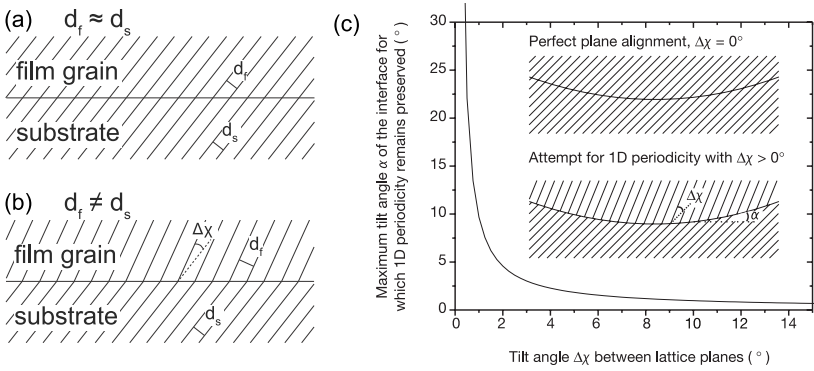 (a)
d_f ≈ d_s
film grain
d_f
substrate
d_s
(b)
d_f ≠ d_s
Δχ
film grain
d_f
substrate
d_s
(c)
Maximum tilt angle α of the interface for
which 1D periodicity remains preserved (°)
30
25
20
15
10
5
0
Perfect plane alignment, Δχ = 0°
Attempt for 1D periodicity with Δχ > 0°
Δχ
α
0 2 4 6 8 10 12 14
Tilt angle Δχ between lattice planes (°)